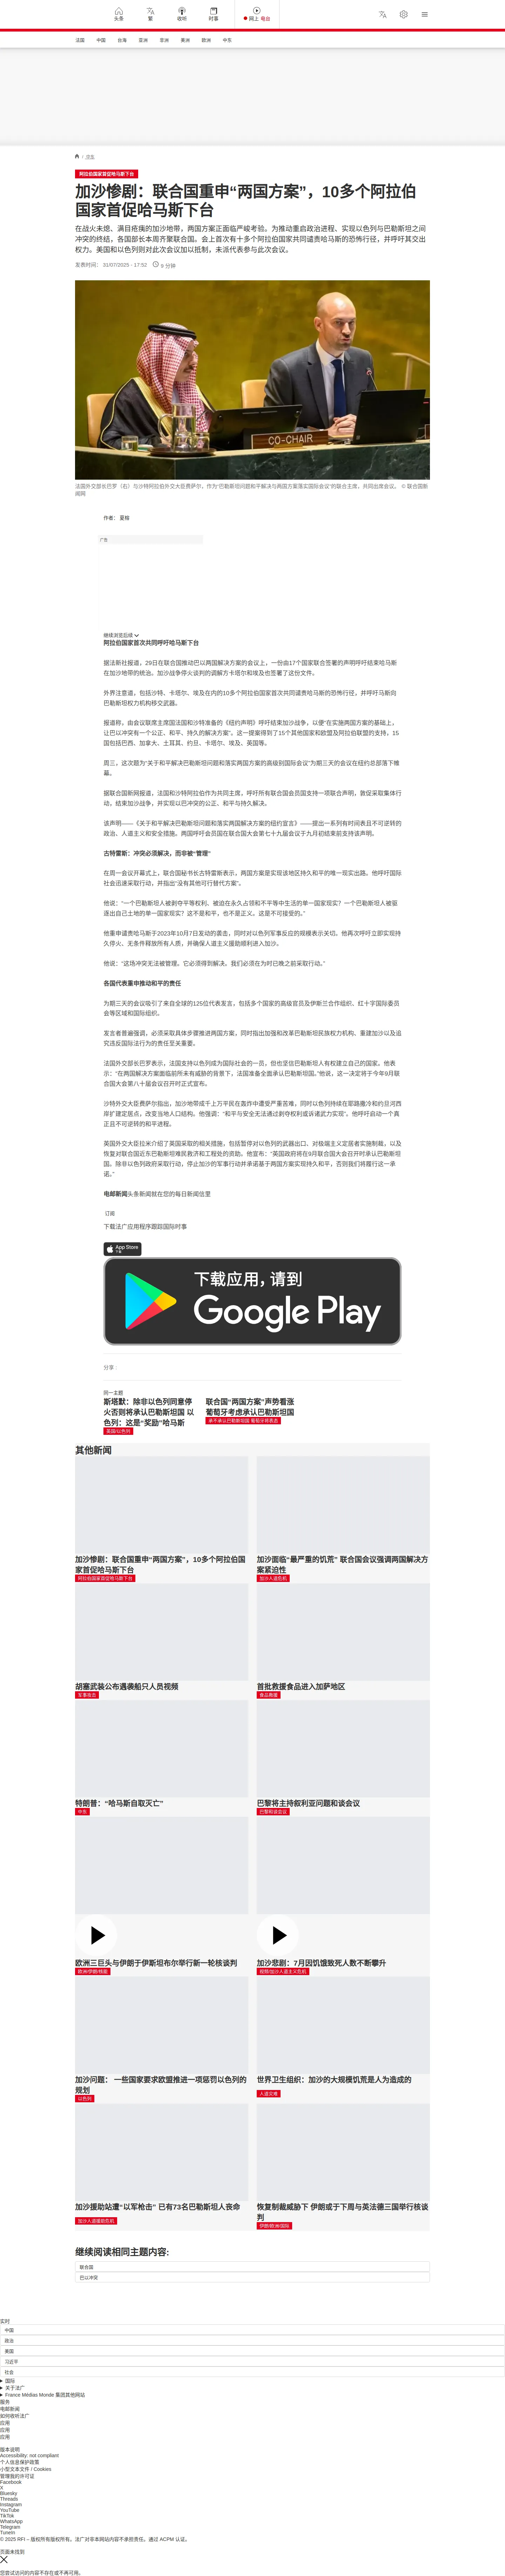 头条
繁
收听
时事
网上 电台
法国
中国
台海
亚洲
非洲
美洲
欧洲
中东
/ 中东
阿拉伯国家首促哈马斯下台
加沙惨剧：联合国重申“两国方案”，10多个阿拉伯
国家首促哈马斯下台
在战火未熄、满目疮痍的加沙地带，两国方案正面临严峻考验。为推动重启政治进程、实现以色列与巴勒斯坦之间
冲突的终结，各国部长本周齐聚联合国。会上首次有十多个阿拉伯国家共同谴责哈马斯的恐怖行径，并呼吁其交出
权力。美国和以色列则对此次会议加以抵制，未派代表参与此次会议。
发表时间： 31/07/2025 - 17:52
9 分钟
CO-CHAIR
法国外交部长巴罗（右）与沙特阿拉伯外交大臣费萨尔，作为“巴勒斯坦问题和平解决与两国方案落实国际会议”的联合主席，共同出席会议。 © 联合国新
闻网
作者： 夏榕
广告
继续浏览后续
阿拉伯国家首次共同呼吁哈马斯下台
据法新社报道，29日在联合国推动巴以两国解决方案的会议上，一份由17个国家联合签署的声明呼吁结束哈马斯
在加沙地带的统治。加沙战争停火谈判的调解方卡塔尔和埃及也签署了这份文件。
外界注意道，包括沙特、卡塔尔、埃及在内的10多个阿拉伯国家首次共同谴责哈马斯的恐怖行径，并呼吁马斯向
巴勒斯坦权力机构移交武器。
报道称，由会议联席主席国法国和沙特准备的《纽约声明》呼吁结束加沙战争，以便“在实施两国方案的基础上，
让巴以冲突有一个公正、和平、持久的解决方案”。这一提案得到了15个其他国家和欧盟及阿拉伯联盟的支持，15
国包括巴西、加拿大、土耳其、约旦、卡塔尔、埃及、英国等。
周三，这次题为“关于和平解决巴勒斯坦问题和落实两国方案的高级别国际会议”为期三天的会议在纽约总部落下帷
幕。
据联合国新网报道，法国和沙特阿拉伯作为共同主席，呼吁所有联合国会员国支持一项联合声明，敦促采取集体行
动，结束加沙战争，并实现以巴冲突的公正、和平与持久解决。
该声明——《关于和平解决巴勒斯坦问题和落实两国解决方案的纽约宣言》——提出一系列有时间表且不可逆转的
政治、人道主义和安全措施。两国呼吁会员国在联合国大会第七十九届会议于九月初结束前支持该声明。
古特雷斯：冲突必须解决，而非被“管理”
在周一会议开幕式上，联合国秘书长古特雷斯表示，两国方案是实现该地区持久和平的唯一现实出路。他呼吁国际
社会迅速采取行动，并指出“没有其他可行替代方案”。
他说：“一个巴勒斯坦人被剥夺平等权利、被迫在永久占领和不平等中生活的单一国家现实？一个巴勒斯坦人被驱
逐出自己土地的单一国家现实？这不是和平，也不是正义。这是不可接受的。”
他重申谴责哈马斯于2023年10月7日发动的袭击，同时对以色列军事反应的规模表示关切。他再次呼吁立即实现持
久停火、无条件释放所有人质，并确保人道主义援助顺利进入加沙。
他说：“这场冲突无法被管理。它必须得到解决。我们必须在为时已晚之前采取行动。”
各国代表重申推动和平的责任
为期三天的会议吸引了来自全球的125位代表发言，包括多个国家的高级官员及伊斯兰合作组织、红十字国际委员
会等区域和国际组织。
发言者普遍强调，必须采取具体步骤推进两国方案，同时指出加强和改革巴勒斯坦民族权力机构、重建加沙以及追
究违反国际法行为的责任至关重要。
法国外交部长巴罗表示，法国支持以色列成为国际社会的一员，但也坚信巴勒斯坦人有权建立自己的国家。他表
示：“在两国解决方案面临前所未有威胁的背景下，法国准备全面承认巴勒斯坦国。”他说，这一决定将于今年9月联
合国大会第八十届会议召开时正式宣布。
沙特外交大臣费萨尔指出，加沙地带成千上万平民在轰炸中遭受严重苦难，同时以色列持续在耶路撒冷和约旦河西
岸扩建定居点，改变当地人口结构。他强调：“和平与安全无法通过剥夺权利或诉诸武力实现”。他呼吁启动一个真
正且不可逆转的和平进程。
英国外交大臣拉米介绍了英国采取的相关措施，包括暂停对以色列的武器出口、对极端主义定居者实施制裁，以及
恢复对联合国近东巴勒斯坦难民救济和工程处的资助。他宣布：“英国政府将在9月联合国大会召开时承认巴勒斯坦
国。除非以色列政府采取行动，停止加沙的军事行动并承诺基于两国方案实现持久和平，否则我们将履行这一承
诺。”
电邮新闻头条新闻就在您的每日新闻信里
订阅
下载法广应用程序跟踪国际时事
App Store
下载应用，请到
Google Play
分享 :
同一主题
斯塔默：除非以色列同意停
火否则将承认巴勒斯坦国 以
色列：这是“奖励”哈马斯
英国/以色列
联合国“两国方案”声势看涨
葡萄牙考虑承认巴勒斯坦国
承不承认巴勒斯坦国 葡萄牙将表态
其他新闻
加沙惨剧：联合国重申“两国方案”，10多个阿拉伯国
家首促哈马斯下台
阿拉伯国家首促哈马斯下台
加沙面临“最严重的饥荒” 联合国会议强调两国解决方
案紧迫性
加沙人道危机
胡塞武装公布遇袭船只人员视频
军事攻击
首批救援食品进入加萨地区
食品救援
特朗普：“哈马斯自取灭亡”
中东
巴黎将主持叙利亚问题和谈会议
巴黎和谈会议
欧洲三巨头与伊朗于伊斯坦布尔举行新一轮核谈判
欧洲/伊朗/核能
加沙悲剧：7月因饥饿致死人数不断攀升
视频/加沙人道主义危机
加沙问题： 一些国家要求欧盟推进一项惩罚以色列的
规划
以色列
世界卫生组织：加沙的大规模饥荒是人为造成的
人道灾难
加沙援助站遭“以军枪击” 已有73名巴勒斯坦人丧命
加沙人道援助危机
恢复制裁威胁下 伊朗或于下周与英法德三国举行核谈
判
伊朗/欧洲/国际
继续阅读相同主题内容:
联合国
巴以冲突
实时
中国
政治
美国
习近平
社会
国际
关于法广
France Médias Monde 集团其他网站
服务
电邮新闻
如何收听法广
应用
应用
应用
版本说明
Accessibility: not compliant
个人信息保护政策
小型文本文件 / Cookies
管理我的许可证
Facebook
X
Bluesky
Threads
Instagram
YouTube
TikTok
WhatsApp
Telegram
TuneIn
© 2025 RFI – 版权所有版权所有。法广对非本网站内容不承担责任。通过 ACPM 认证。
页面未找到
您尝试访问的内容不存在或不再可用。